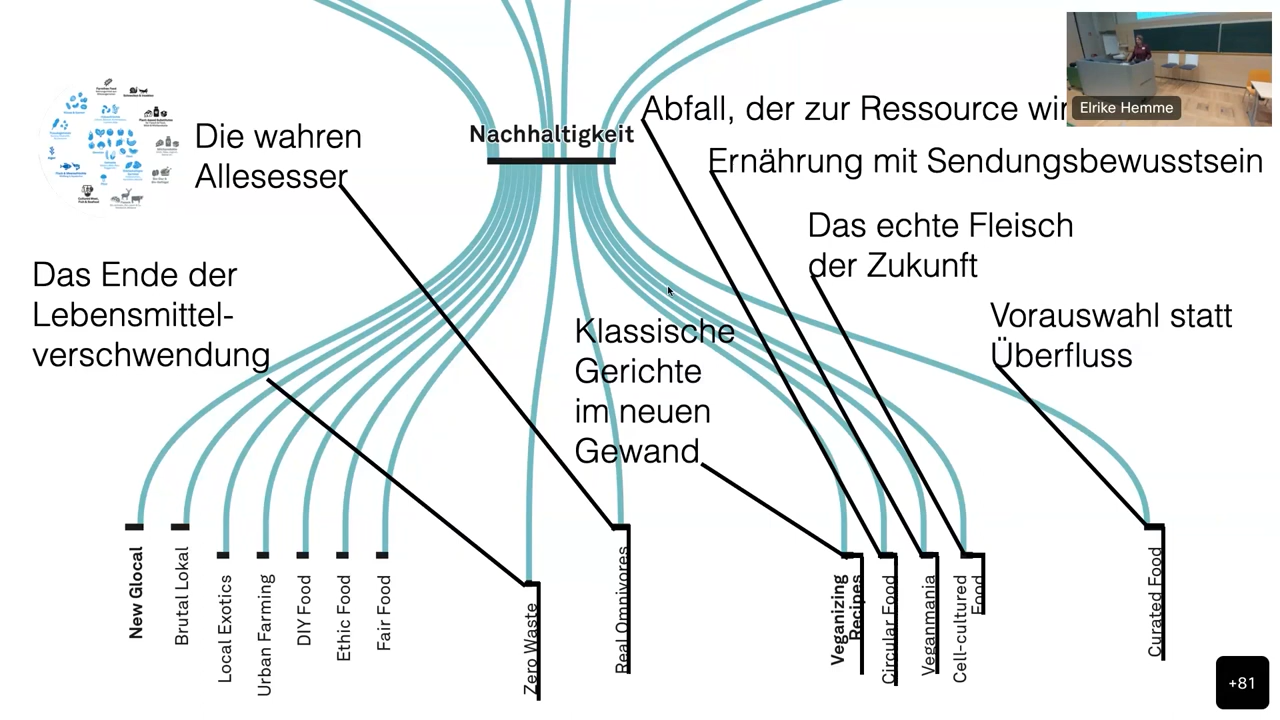 Nachhaltigkeit
Abfall, der zur Ressource wir
Elrike Hemme
Die wahren
Allesesser
Ernährung mit Sendungsbewusstsein
Das echte Fleisch
der Zukunft
Das Ende der
Lebensmittel-
verschwendung
Klassische
Gerichte
im neuen
Gewand
Vorauswahl statt
Überfluss
New Glocal
Brutal Lokal
Local Exotics
Urban Farming
DIY Food
Ethic Food
Fair Food
Zero Waste
Real Omnivores
Veganizing
Recipes
Circular Food
Veganmania
Cell-cultured
Food
Curated Food
+81